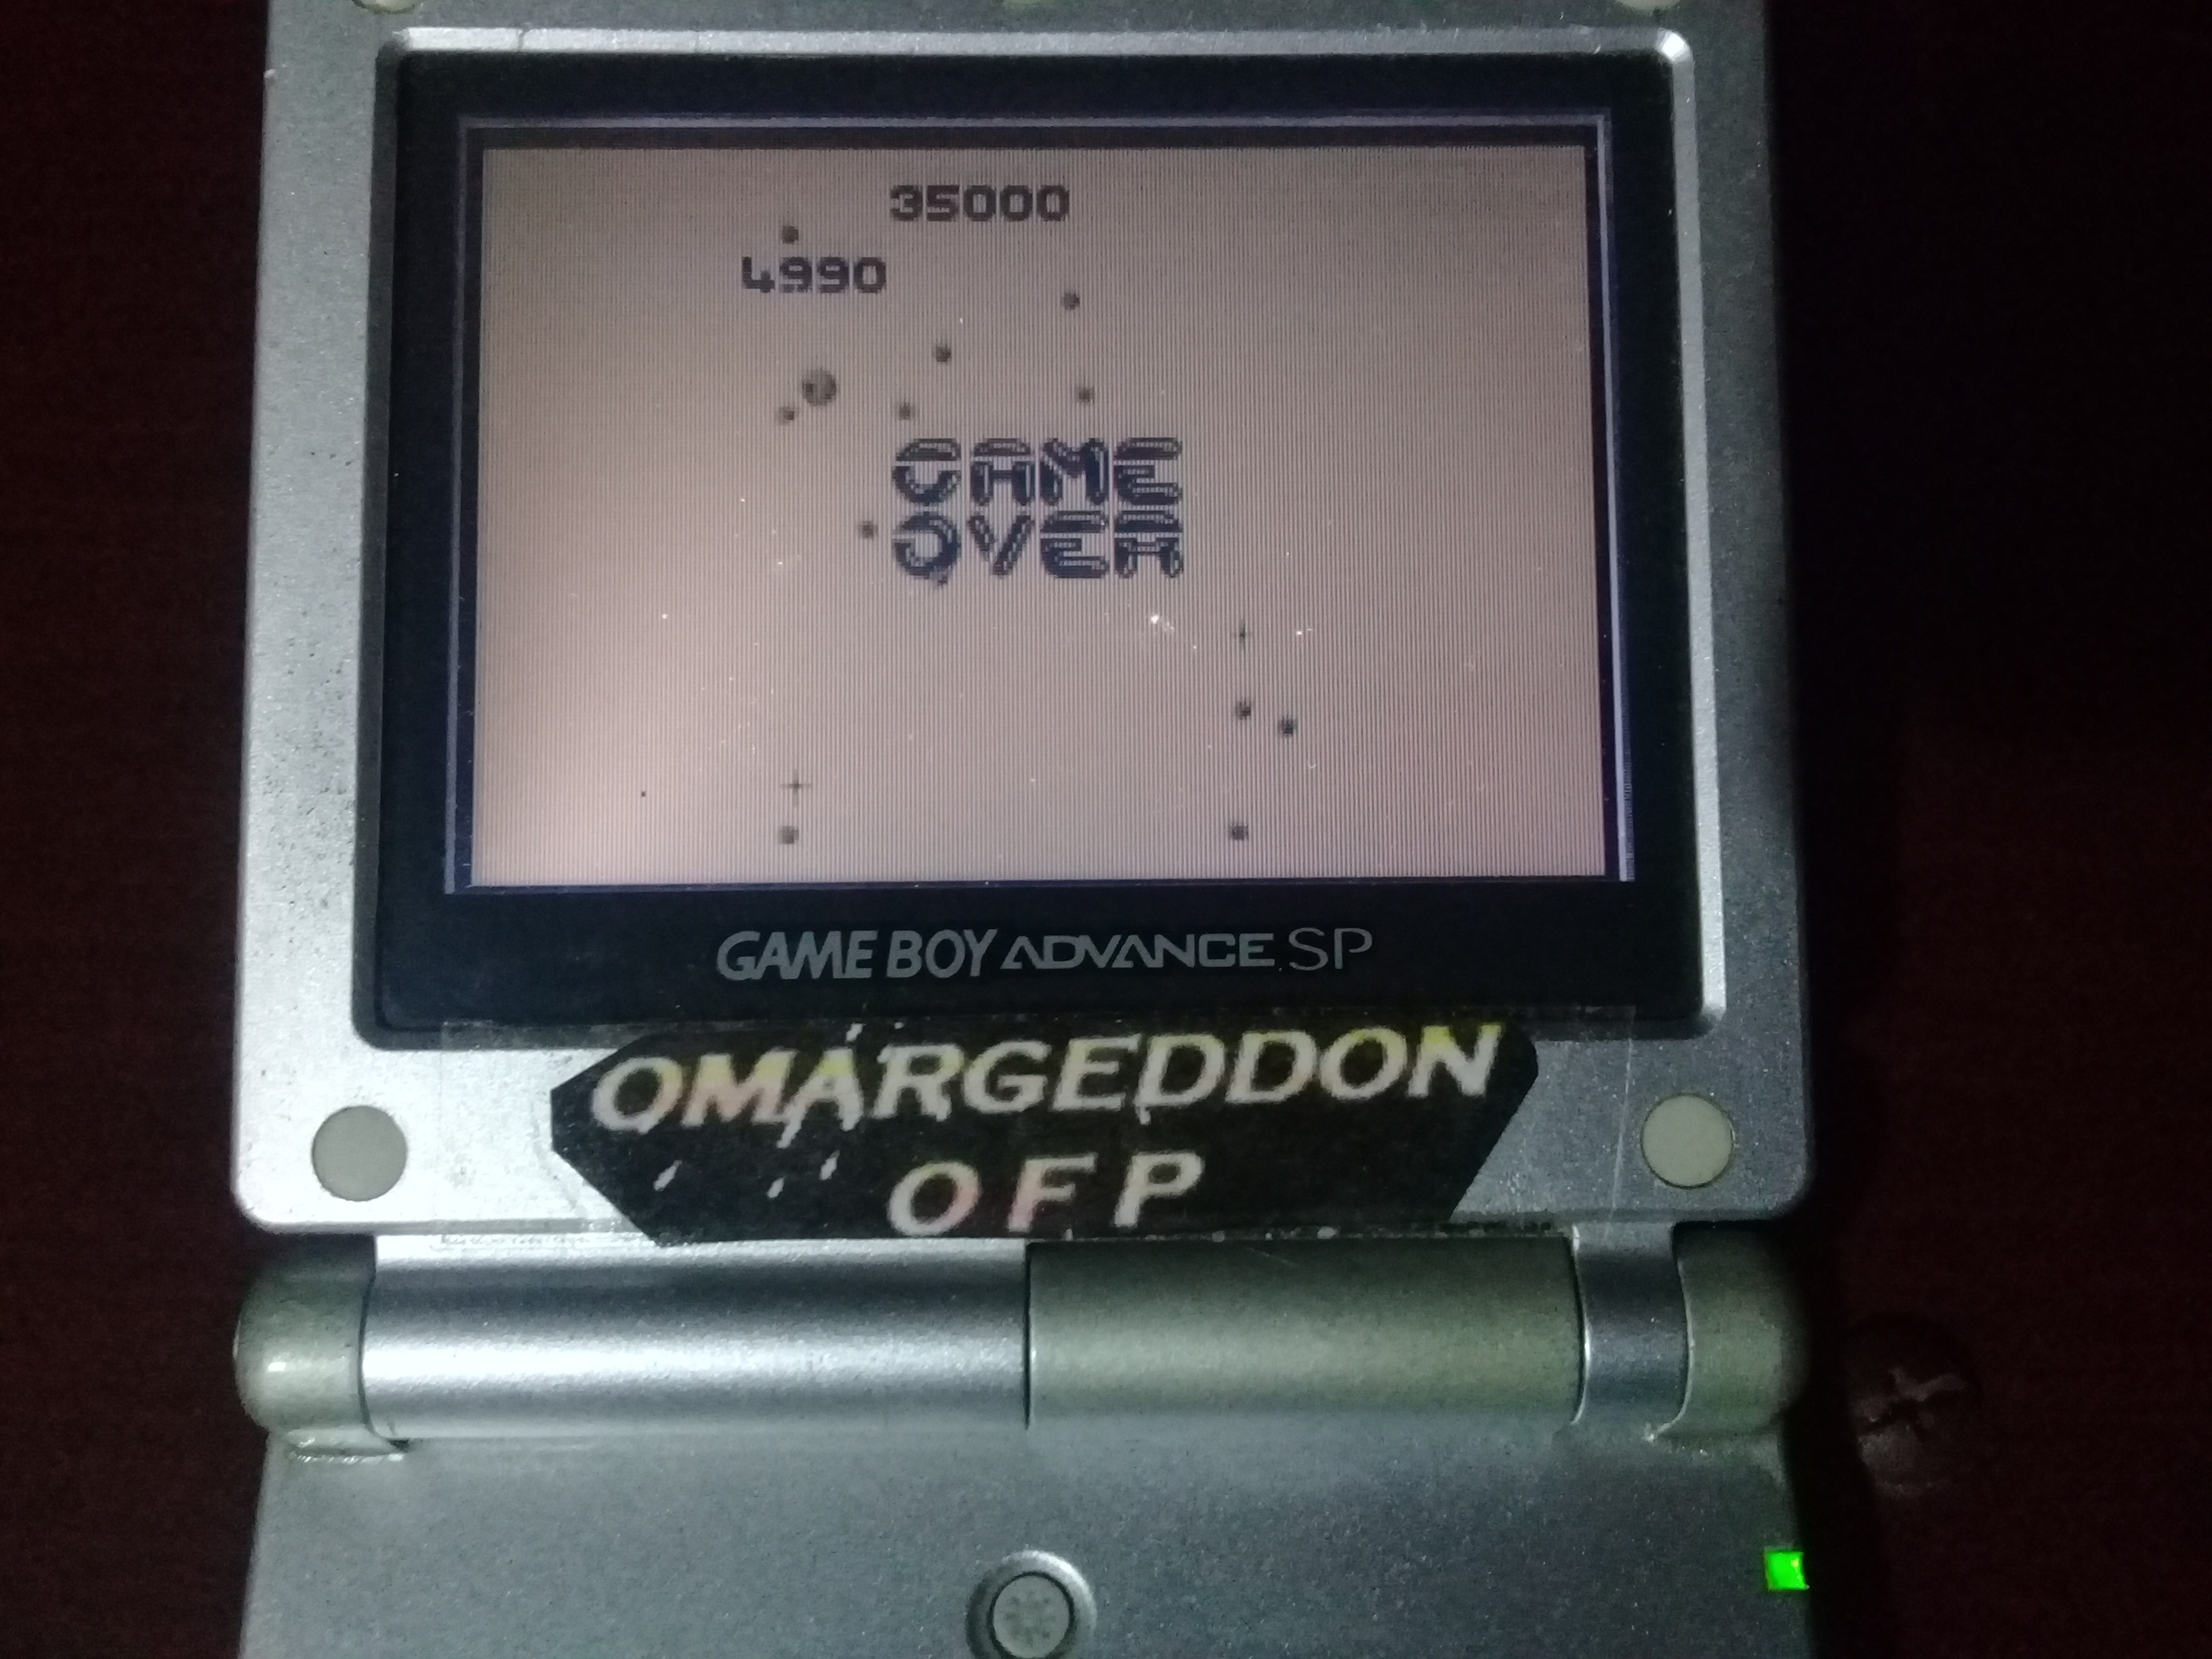 35000
4990
GAME
OVER
GAME BOY ADVANCE SP
OMARGEDDON
OFP